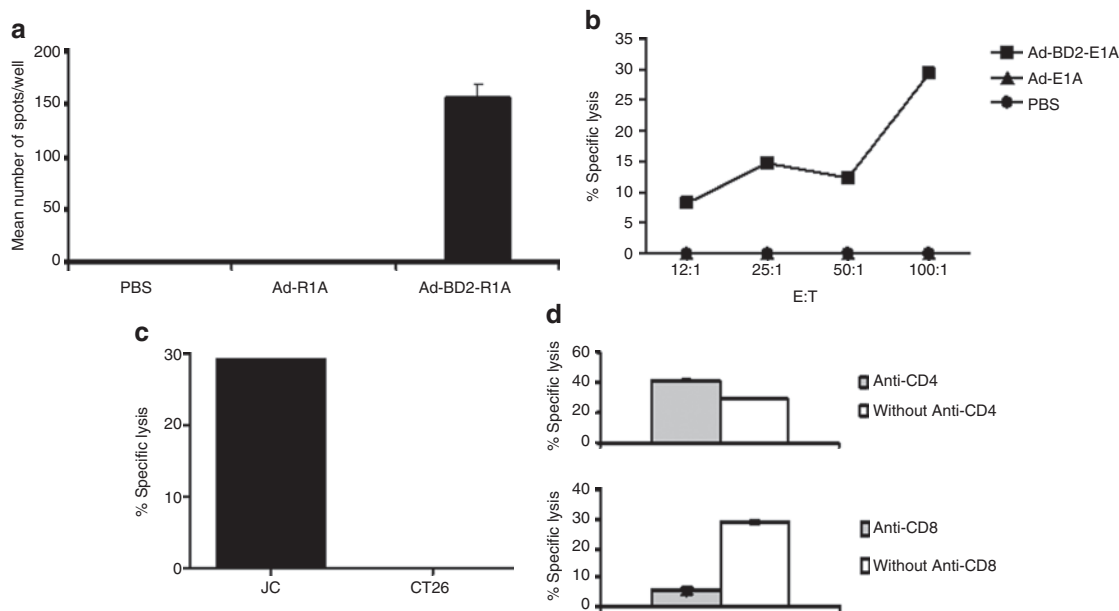 a
Mean number of spots/well
200
150
100
50
0
PBS
Ad-R1A
Ad-BD2-R1A
b
% Specific lysis
35
30
25
20
15
10
5
0
12:1
25:1
50:1
100:1
E:T
Ad-BD2-E1A
Ad-E1A
PBS
c
% Specific lysis
30
20
10
0
JC
CT26
d
% Specific lysis
60
40
20
0
Anti-CD4
Without Anti-CD4
% Specific lysis
40
30
20
10
0
Anti-CD8
Without Anti-CD8